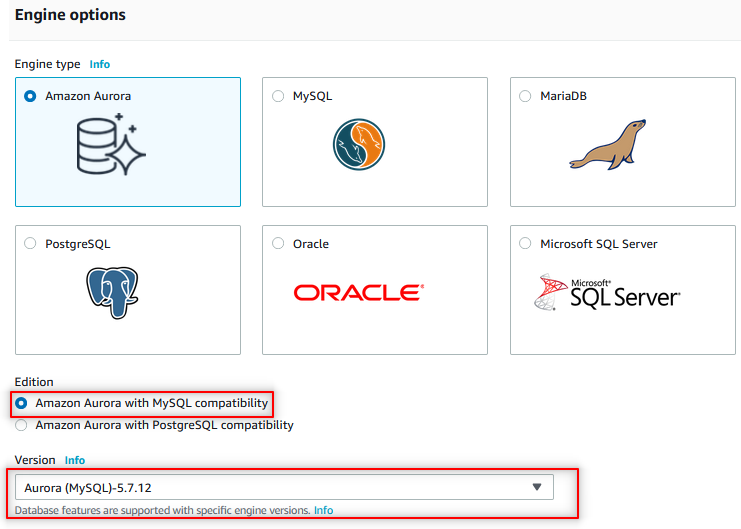 Engine options
Engine type Info
Amazon Aurora
MySQL
MariaDB
PostgreSQL
Oracle
Microsoft SQL Server
ORACLE®
Microsoft®
SQL Server®
Edition
Amazon Aurora with MySQL compatibility
Amazon Aurora with PostgreSQL compatibility
Version Info
Aurora (MySQL)-5.7.12
Database features are supported with specific engine versions. Info